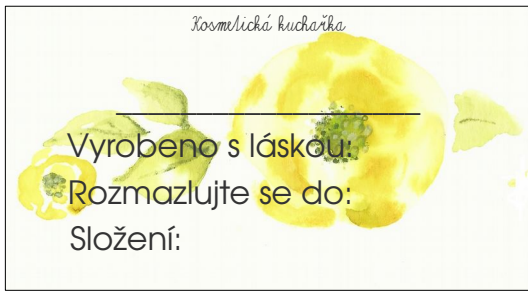 Kosmetická kuchařka
Vyrobeno s láskou:
Rozmazlujte se do:
Složení: